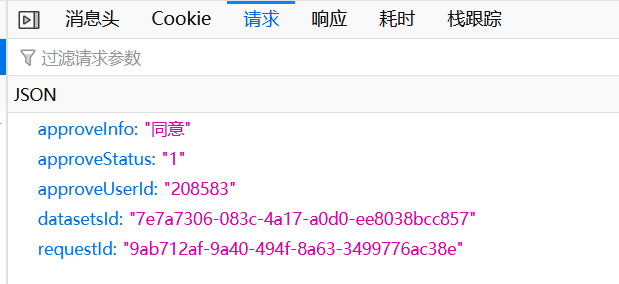 消息头 Cookie 请求 响应 耗时 栈跟踪
过滤请求参数
JSON
approveInfo: "同意"
approveStatus: "1"
approveUserId: "208583"
datasetsId: "7e7a7306-083c-4a17-a0d0-ee8038bcc857"
requestId: "9ab712af-9a40-494f-8a63-3499776ac38e"